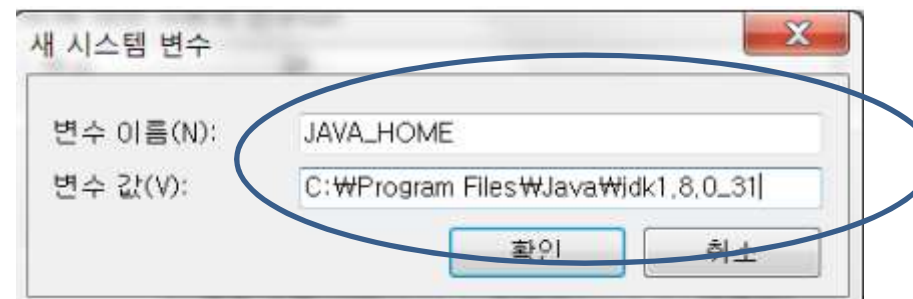 새 시스템 변수
변수 이름(N): JAVA_HOME
변수 값(V): C:₩Program Files₩Java₩jdk1,8,0_31
확인 취소